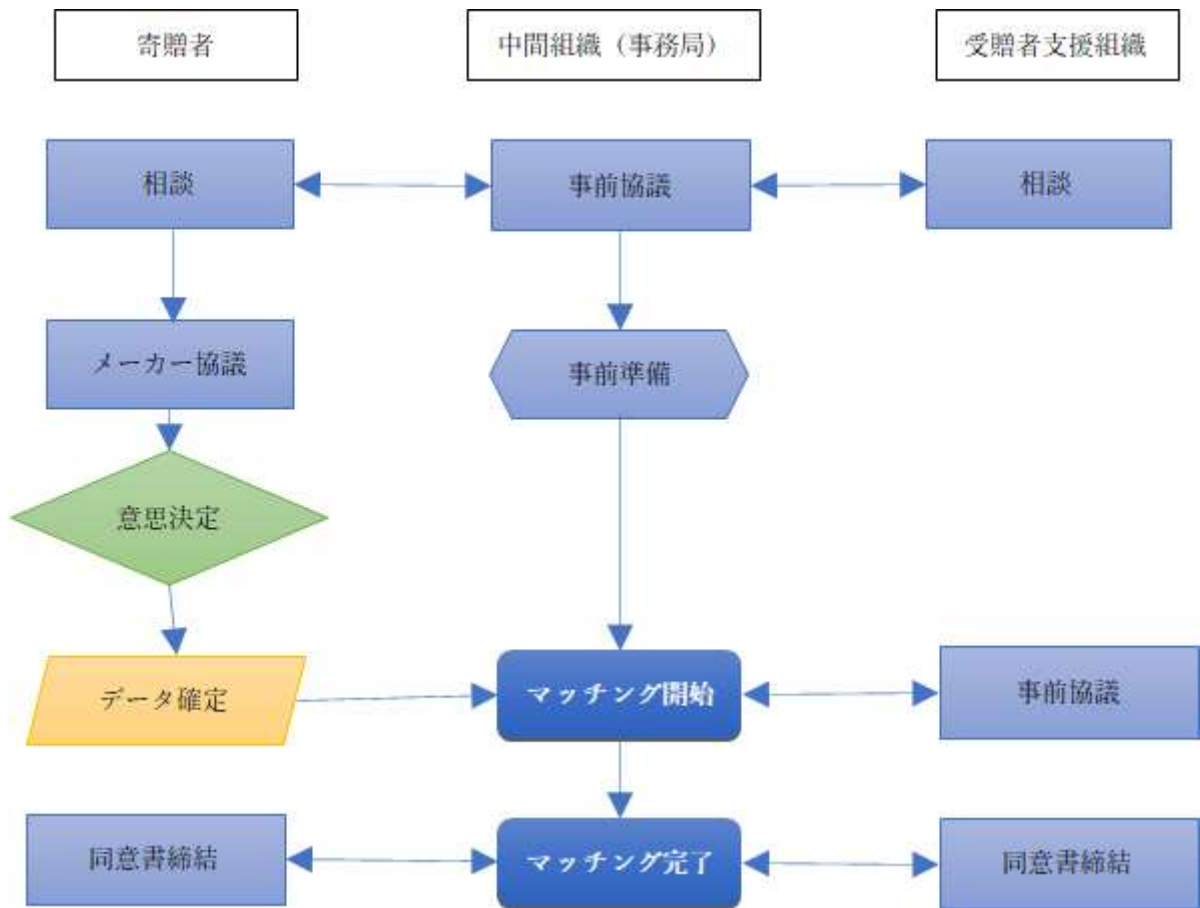 寄贈者
中間組織（事務局）
受贈者支援組織
相談
事前協議
相談
メーカー協議
事前準備
意思決定
データ確定
マッチング開始
事前協議
同意書締結
マッチング完了
同意書締結